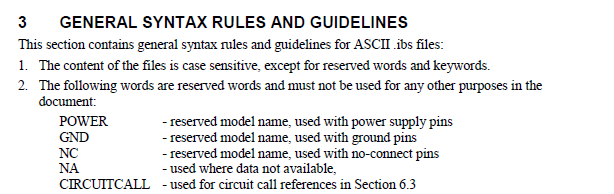 3 GENERAL SYNTAX RULES AND GUIDELINES
This section contains general syntax rules and guidelines for ASCII .ibs files:
1. The content of the files is case sensitive, except for reserved words and keywords.
2. The following words are reserved words and must not be used for any other purposes in the
document:
POWER - reserved model name, used with power supply pins
GND - reserved model name, used with ground pins
NC - reserved model name, used with no-connect pins
NA - used where data not available,
CIRCUITCALL - used for circuit call references in Section 6.3